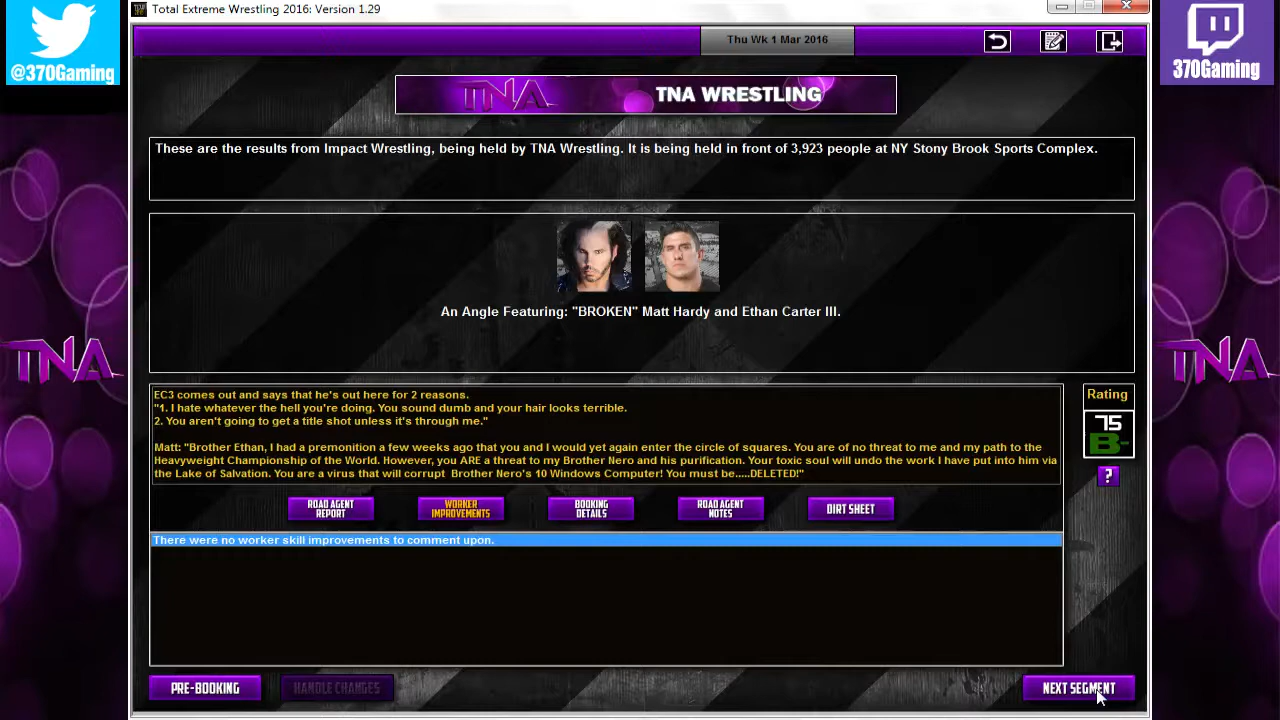 Total Extreme Wrestling 2016: Version 1.29
@370Gaming
370Gaming
Thu Wk 1 Mar 2016
TNA
TNA WRESTLING
These are the results from Impact Wrestling, being held by TNA Wrestling. It is being held in front of 3,923 people at NY Stony Brook Sports Complex.
An Angle Featuring: "BROKEN" Matt Hardy and Ethan Carter III.
TNA
TNA
EC3 comes out and says that he's out here for 2 reasons.
"1. I hate whatever the hell you're doing. You sound dumb and your hair looks terrible.
2. You aren't going to get a title shot unless it's through me."
Matt: "Brother Ethan, I had a premonition a few weeks ago that you and I would yet again enter the circle of squares. You are of no threat to me and my path to the
Heavyweight Championship of the World. However, you ARE a threat to my Brother Nero and his purification. Your toxic soul will undo the work I have put into him via
the Lake of Salvation. You are a virus that will corrupt Brother Nero's 10 Windows Computer! You must be.....DELETED!"
Rating
75
B-
?
ROAD AGENT
REPORT
WORKER
IMPROVEMENTS
BOOKING
DETAILS
ROAD AGENT
NOTES
DIRT SHEET
There were no worker skill improvements to comment upon.
PRE-BOOKING
HANDLE CHANGES
NEXT SEGMENT